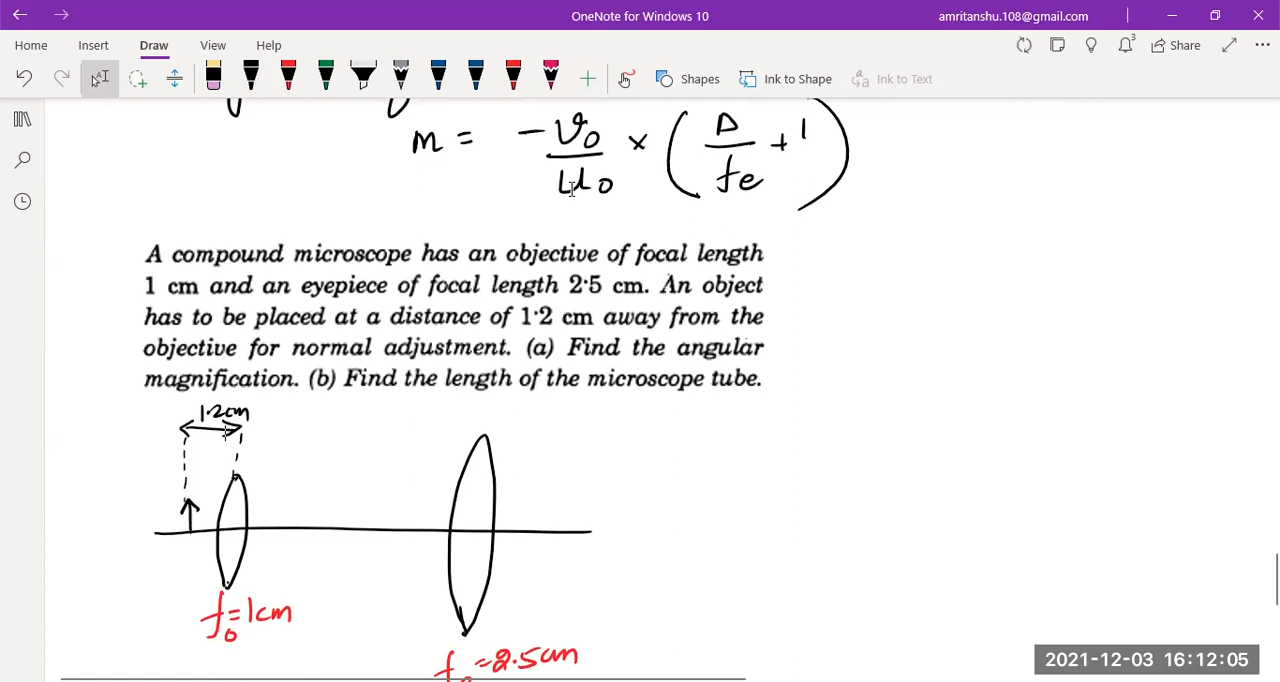 OneNote for Windows 10
amritanshu.108@gmail.com
Home Insert Draw View Help
Share
Shapes
Ink to Shape
Ink to Text
m = -v₀/u₀ × (D/fe + 1)
A compound microscope has an objective of focal length
1 cm and an eyepiece of focal length 2·5 cm. An object
has to be placed at a distance of 1·2 cm away from the
objective for normal adjustment. (a) Find the angular
magnification. (b) Find the length of the microscope tube.
1.2cm
f₀=1cm
=2.5cm
2021-12-03 16:12:05